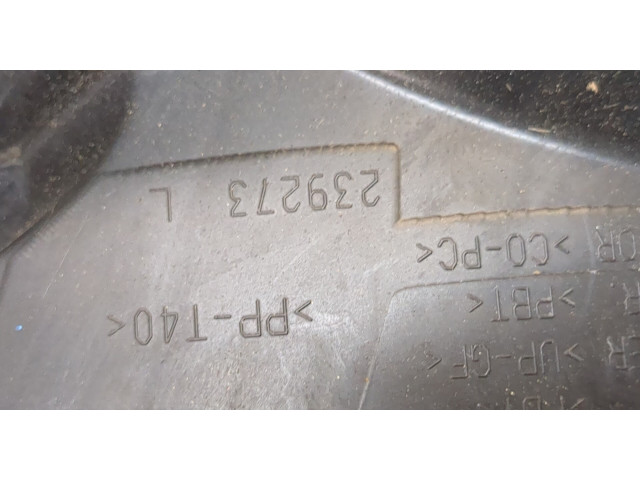 >UP-GF<
>PBT<
>CO-PC<
>PP-T40<
239273 L